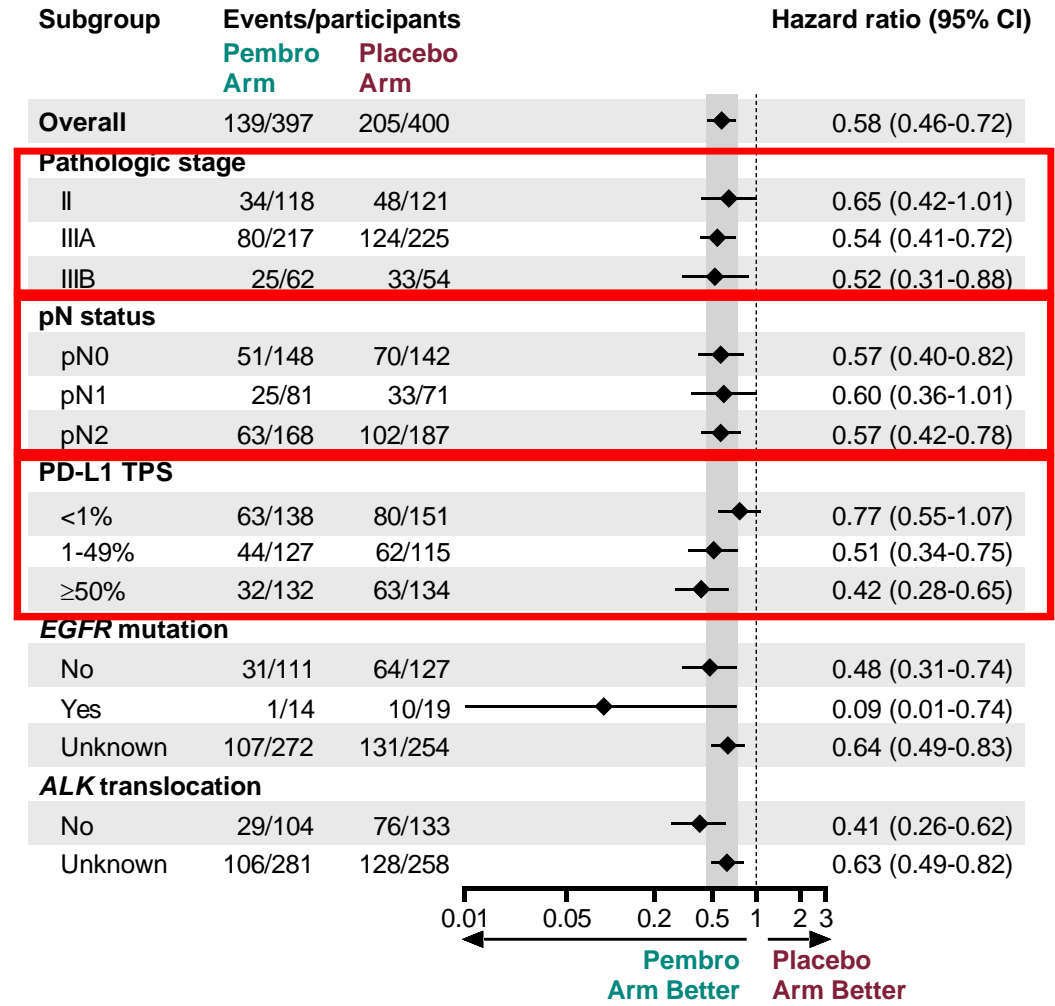 Subgroup Events/participants Hazard ratio (95% CI)
Pembro Placebo
Arm Arm
Overall 139/397 205/400 0.58 (0.46-0.72)
Pathologic stage
II 34/118 48/121 0.65 (0.42-1.01)
IIIA 80/217 124/225 0.54 (0.41-0.72)
IIIB 25/62 33/54 0.52 (0.31-0.88)
pN status
pN0 51/148 70/142 0.57 (0.40-0.82)
pN1 25/81 33/71 0.60 (0.36-1.01)
pN2 63/168 102/187 0.57 (0.42-0.78)
PD-L1 TPS
<1% 63/138 80/151 0.77 (0.55-1.07)
1-49% 44/127 62/115 0.51 (0.34-0.75)
≥50% 32/132 63/134 0.42 (0.28-0.65)
EGFR mutation
No 31/111 64/127 0.48 (0.31-0.74)
Yes 1/14 10/19 0.09 (0.01-0.74)
Unknown 107/272 131/254 0.64 (0.49-0.83)
ALK translocation
No 29/104 76/133 0.41 (0.26-0.62)
Unknown 106/281 128/258 0.63 (0.49-0.82)
0.01 0.05 0.2 0.5 1 2 3
Pembro Placebo
Arm Better Arm Better